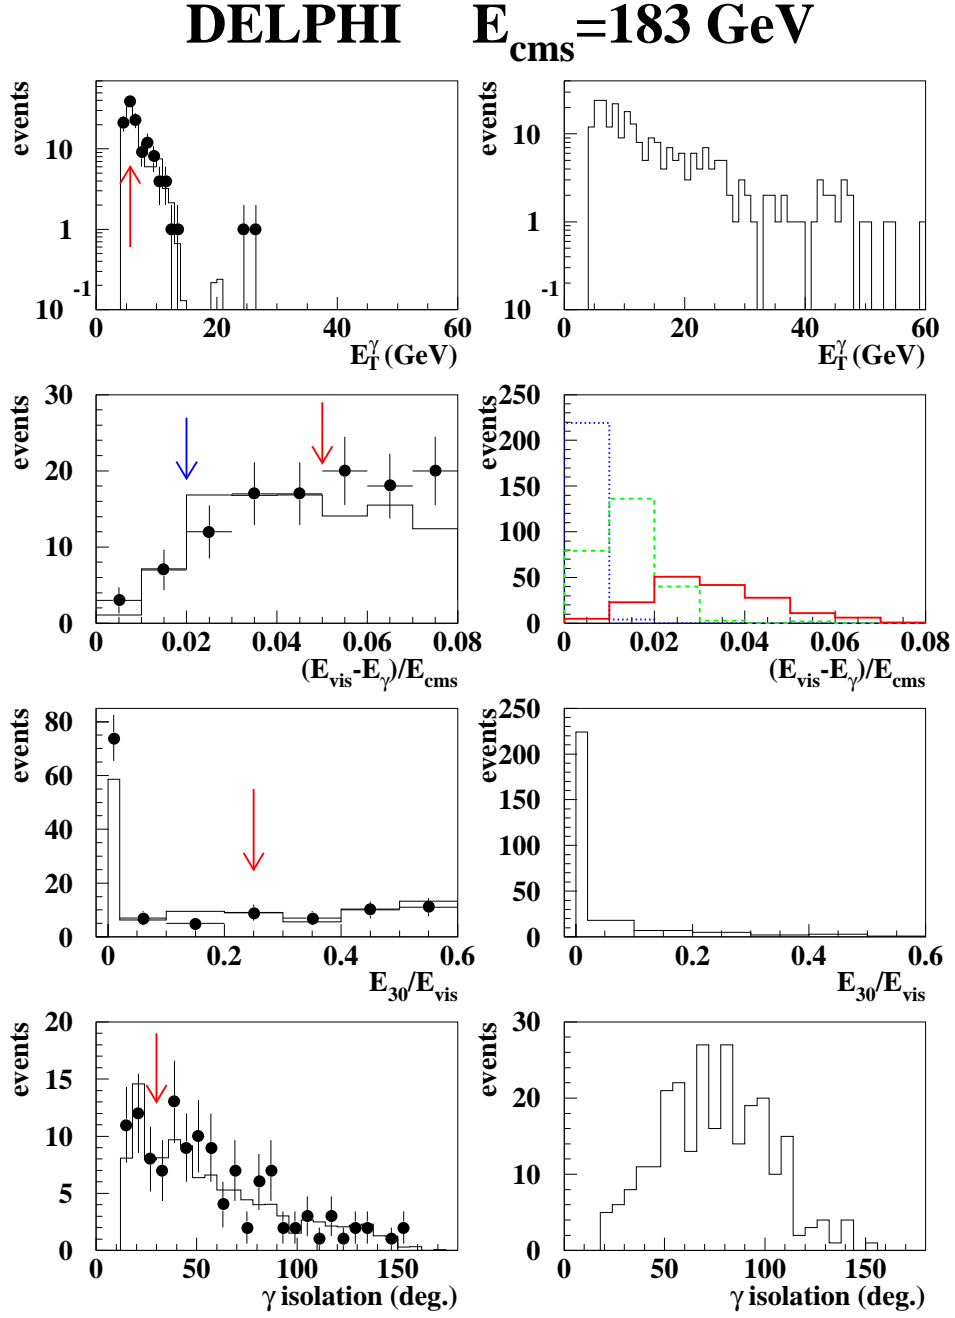 DELPHI E_cms=183 GeV
events
10
1
10^-1
0 20 40 60
E_T^γ (GeV)
events
10
1
10^-1
0 20 40 60
E_T^γ (GeV)
events
30
20
10
0
0 0.02 0.04 0.06 0.08
(E_vis-E_γ)/E_cms
events
250
200
150
100
50
0
0 0.02 0.04 0.06 0.08
(E_vis-E_γ)/E_cms
events
80
60
40
20
0
0 0.2 0.4 0.6
E_30/E_vis
events
250
200
150
100
50
0
0 0.2 0.4 0.6
E_30/E_vis
events
20
15
10
5
0
0 50 100 150
γ isolation (deg.)
events
30
20
10
0
50 100 150
γ isolation (deg.)